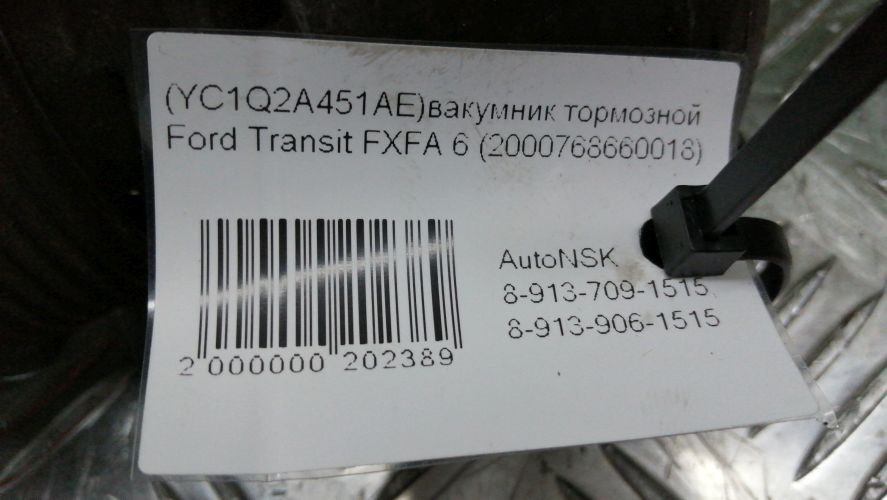 (YC1Q2A451AE)вакумник тормозной
Ford Transit FXFA 6 (2000768660018)
AutoNSK
8-913-709-1515,
8-913-906-1515
2 000000 202389